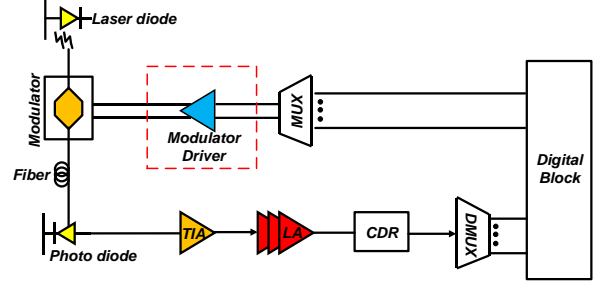 Laser diode
Modulator
MUX
Modulator
Driver
Digital
Block
Fiber
TIA
LA
CDR
DMUX
Photo diode